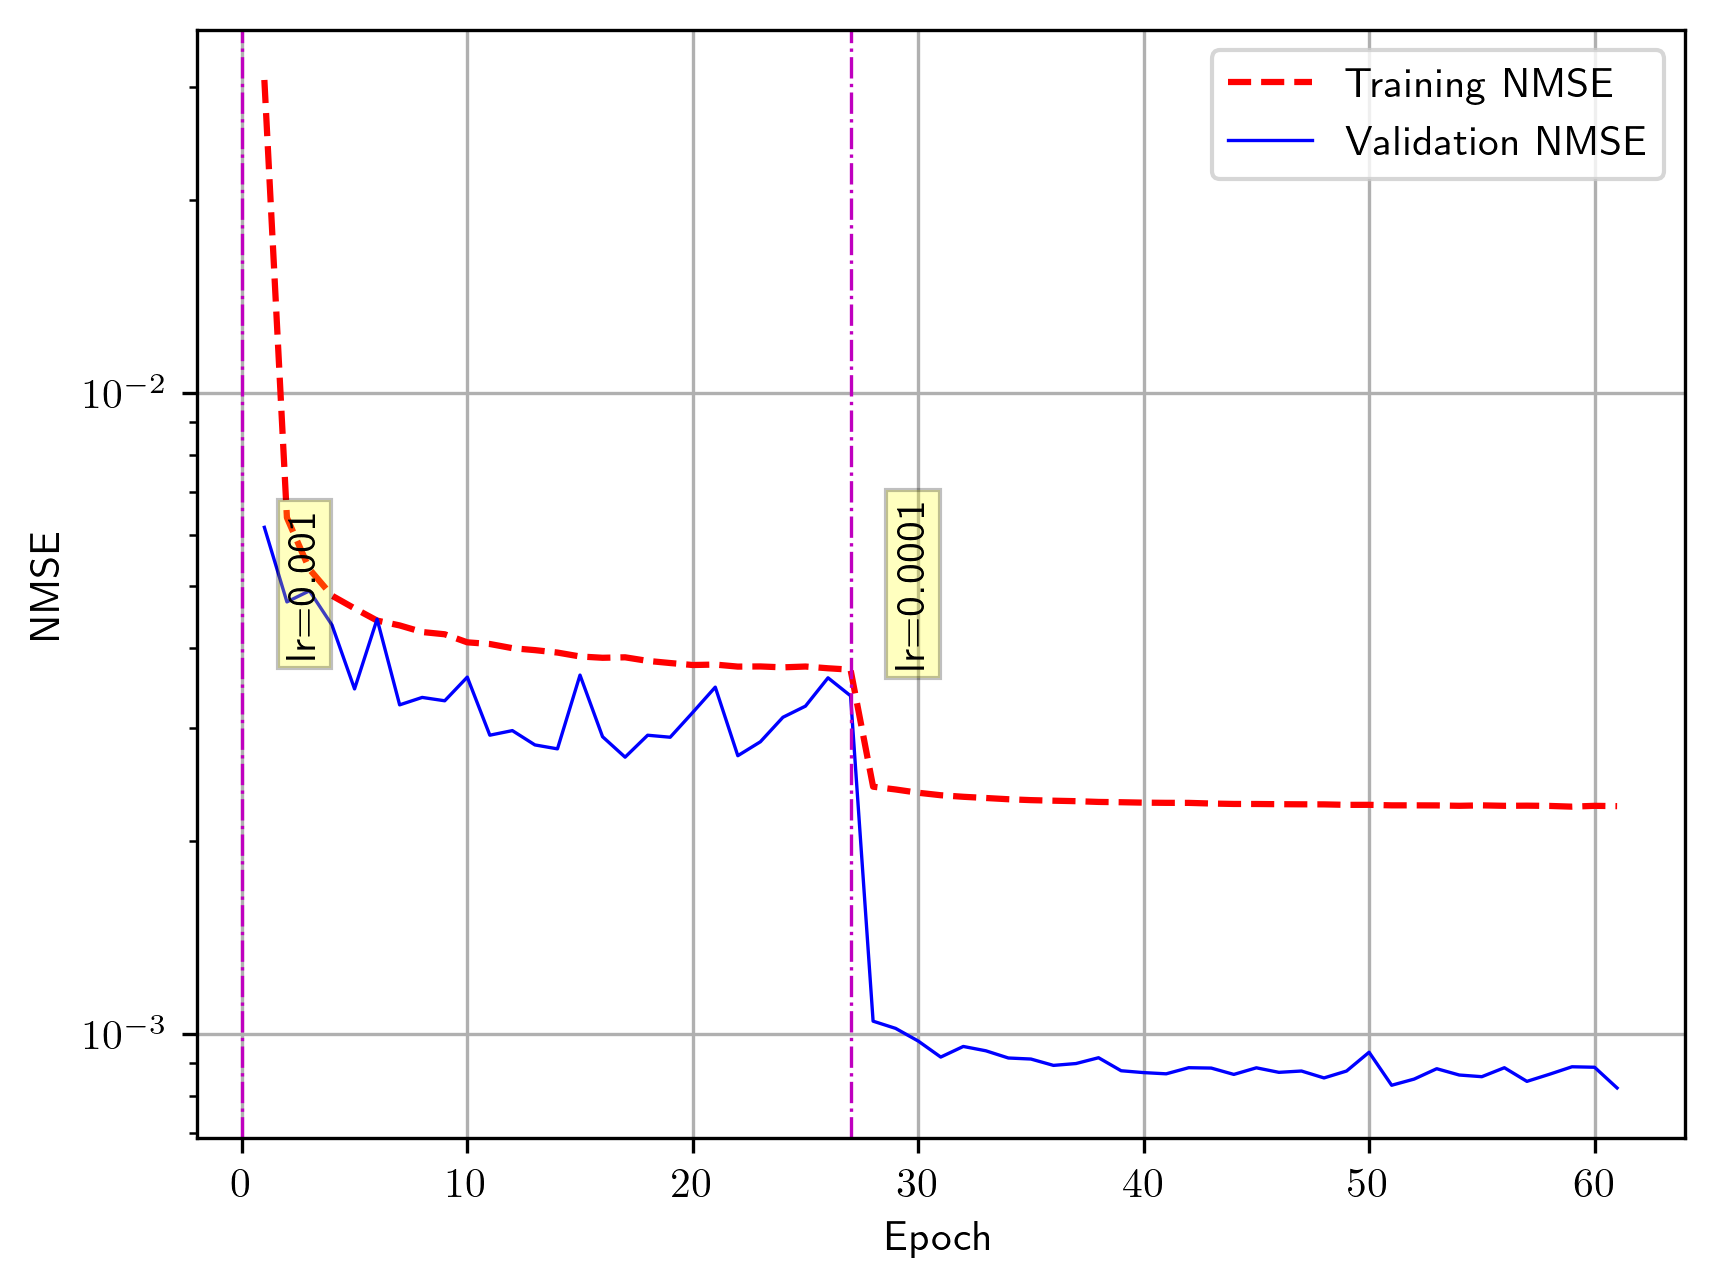 Training NMSE
Validation NMSE
NMSE
10⁻²
10⁻³
lr=0.001
lr=0.0001
0 10 20 30 40 50 60
Epoch